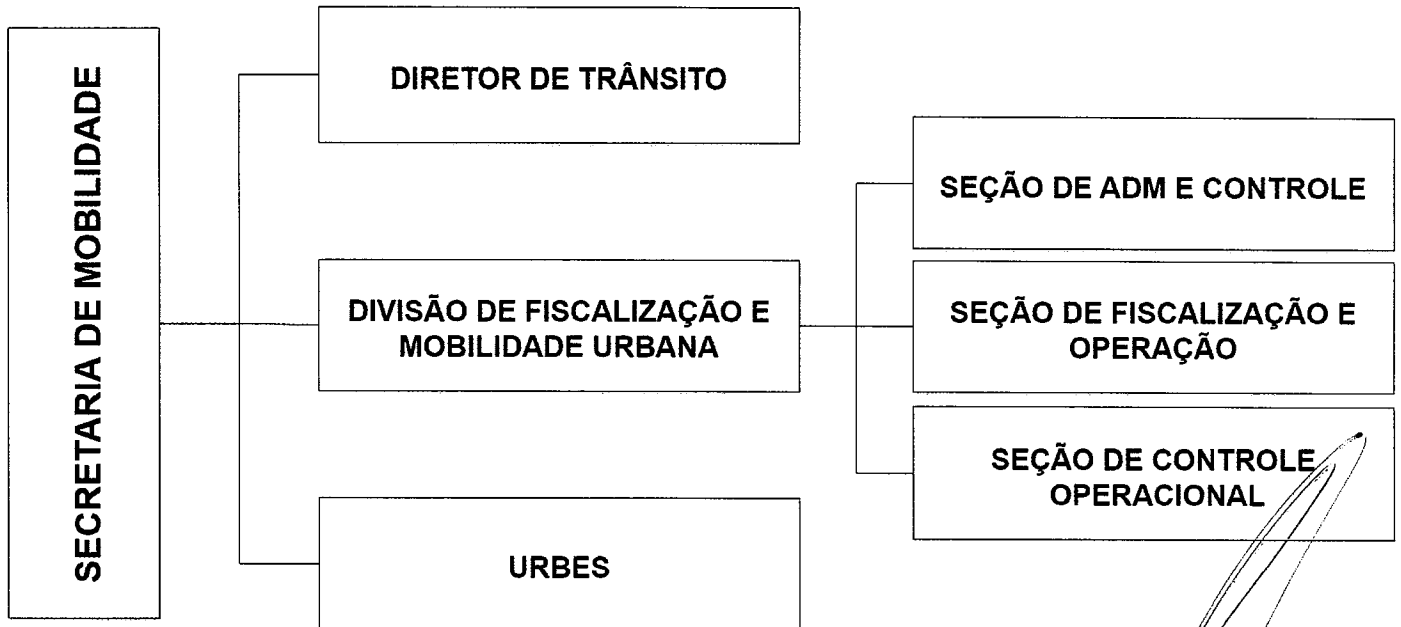 SECRETARIA DE MOBILIDADE
DIRETOR DE TRÂNSITO
DIVISÃO DE FISCALIZAÇÃO E
MOBILIDADE URBANA
URBES
SEÇÃO DE ADM E CONTROLE
SEÇÃO DE FISCALIZAÇÃO E
OPERAÇÃO
SEÇÃO DE CONTROLE
OPERACIONAL